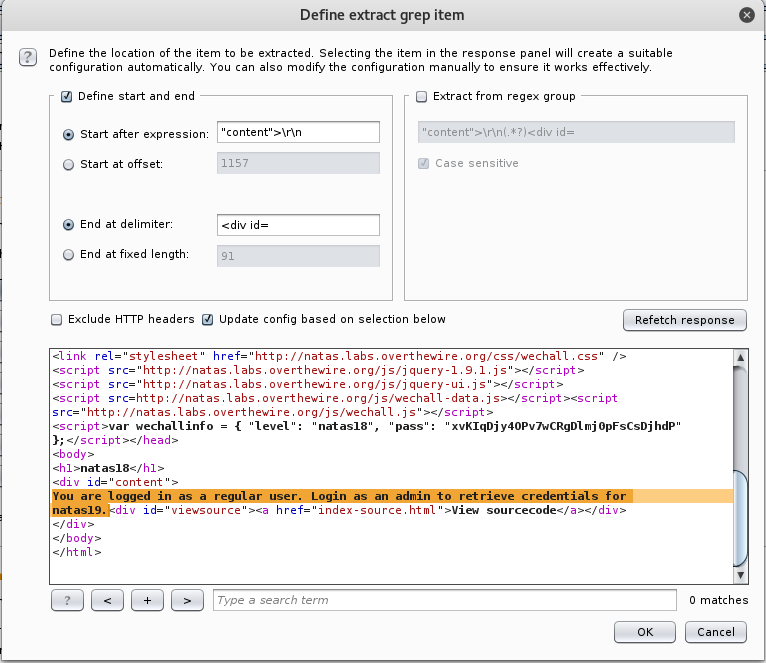 Define extract grep item
Define the location of the item to be extracted. Selecting the item in the response panel will create a suitable
configuration automatically. You can also modify the configuration manually to ensure it works effectively.
Define start and end
Start after expression: "content">\r\n
Start at offset: 1157
End at delimiter: <div id=
End at fixed length: 91
Extract from regex group
"content">\r\n(.*?)<div id=
Case sensitive
Exclude HTTP headers
Update config based on selection below
Refetch response
<link rel="stylesheet" href="http://natas.labs.overthewire.org/css/wechall.css" />
<script src="http://natas.labs.overthewire.org/js/jquery-1.9.1.js"></script>
<script src="http://natas.labs.overthewire.org/js/jquery-ui.js"></script>
<script src=http://natas.labs.overthewire.org/js/wechall-data.js></script><script
src="http://natas.labs.overthewire.org/js/wechall.js"></script>
<script>var wechallinfo = { "level": "natas18", "pass": "xvKIqDjy4OPv7wCRgDlmj0pFsCsDjhdP"
};</script></head>
<body>
<h1>natas18</h1>
<div id="content">
You are logged in as a regular user. Login as an admin to retrieve credentials for
natas19.<div id="viewsource"><a href="index-source.html">View sourcecode</a></div>
</div>
</body>
</html>
? < + > Type a search term 0 matches
OK Cancel